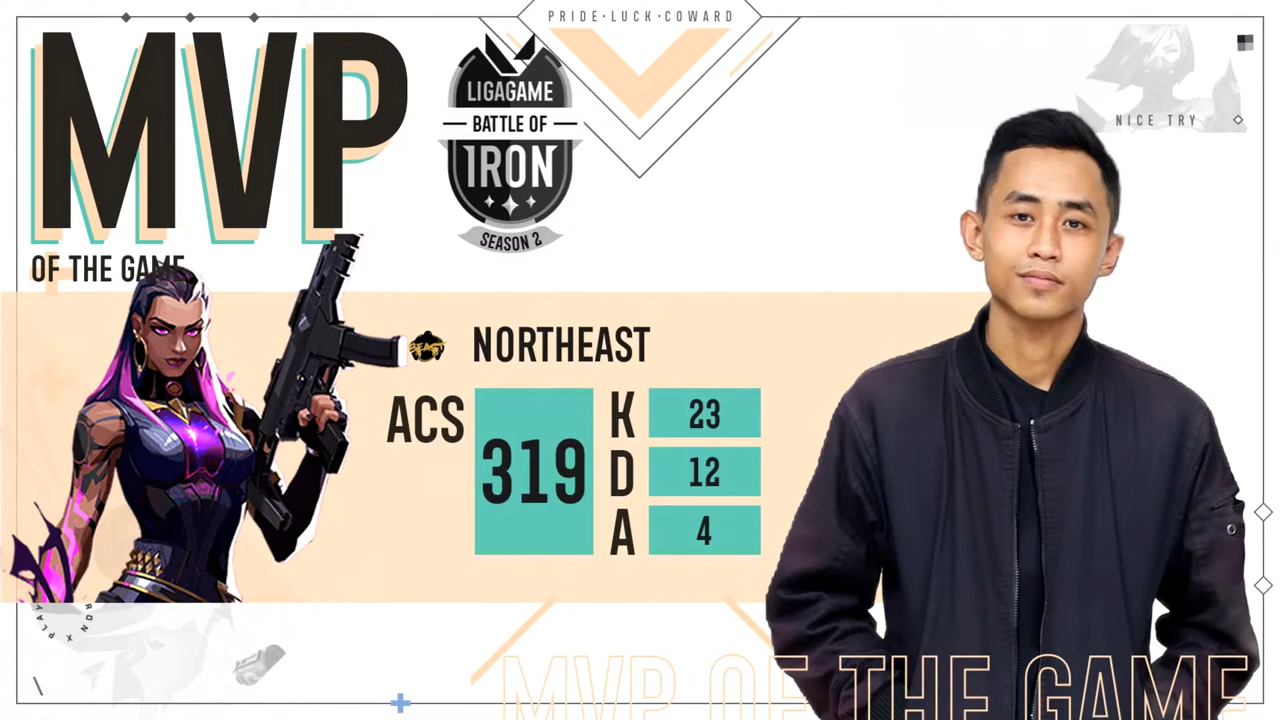 PRIDE·LUCK·COWARD
MVP
OF THE GAME
LIGAGAME
BATTLE OF
IRON
SEASON 2
NICE TRY
BEAST
NORTHEAST
ACS
319
K
23
D
12
A
4
MVP OF THE GAME